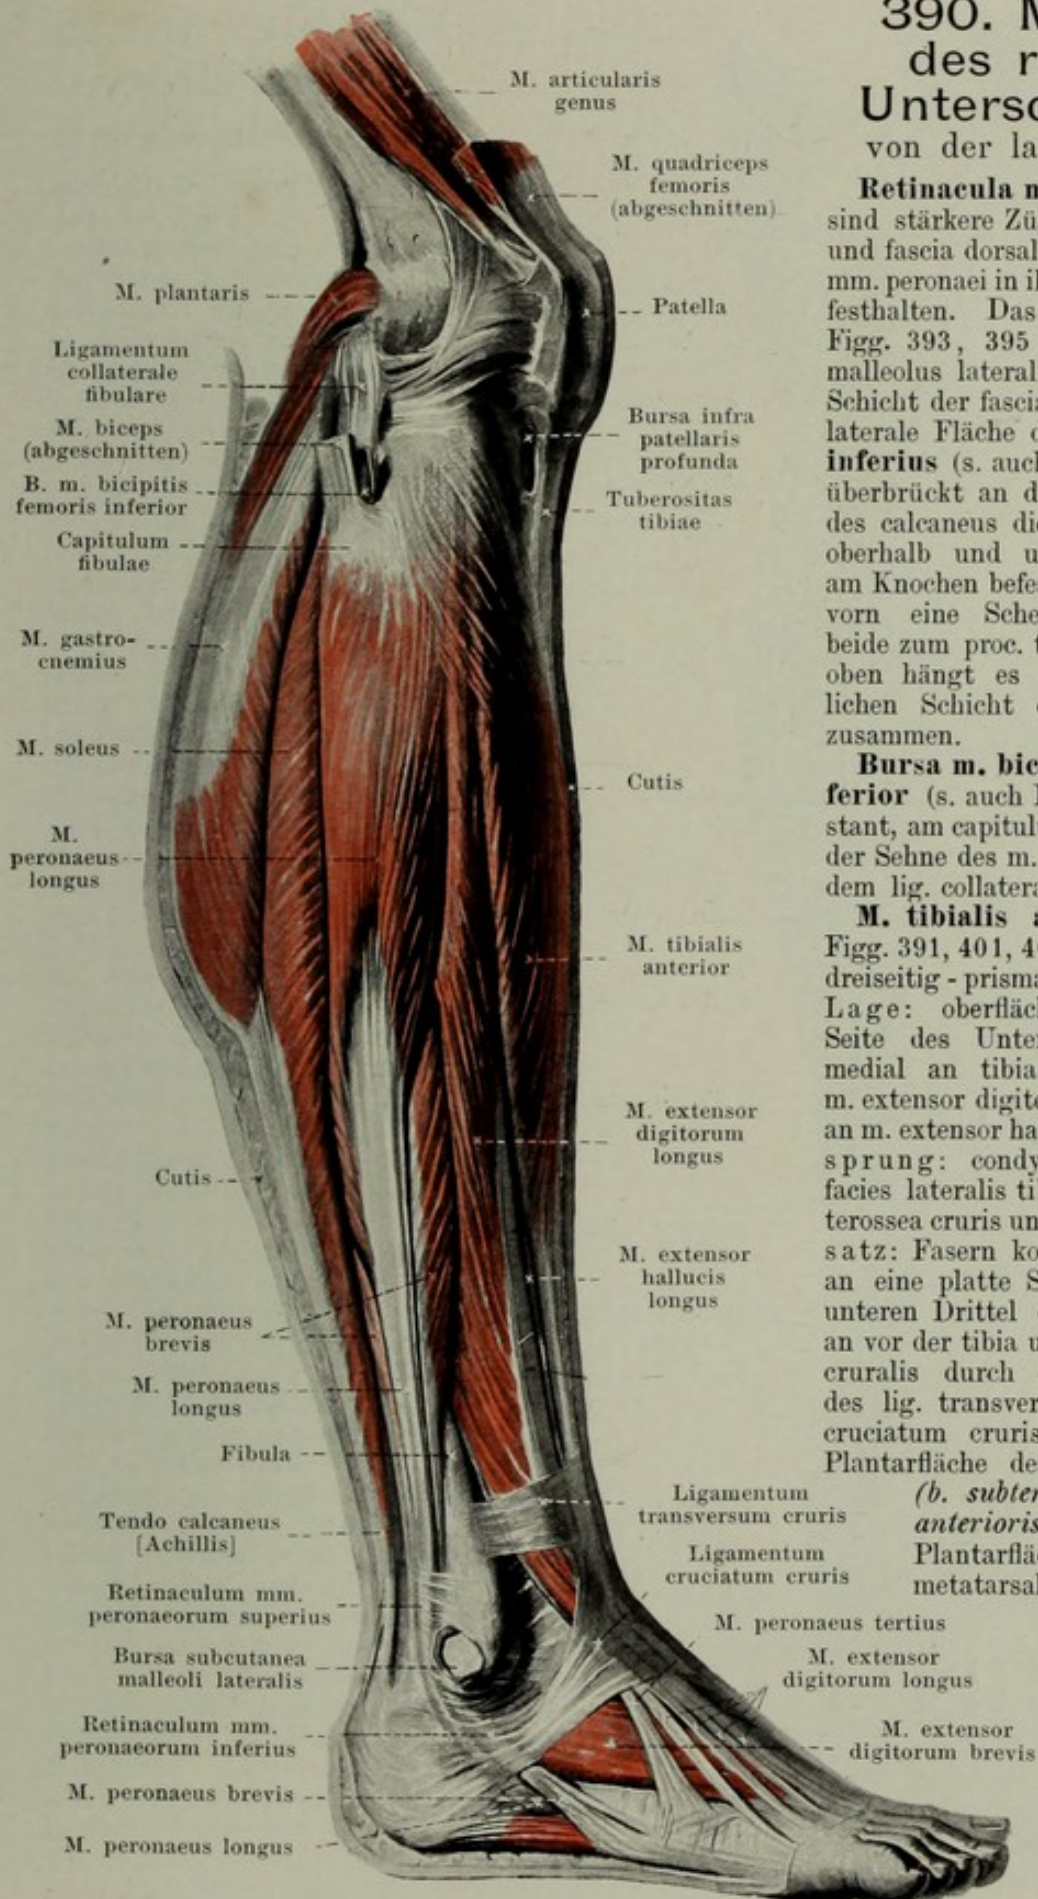 390. M
des r
Untersc
von der la
M. articularis
genus
M. quadriceps
femoris
(abgeschnitten)
Patella
Bursa infra
patellaris
profunda
Tuberositas
tibiae
Cutis
M. tibialis
anterior
M. extensor
digitorum
longus
M. extensor
hallucis
longus
Ligamentum
transversum cruris
Ligamentum
cruciatum cruris
M. peronaeus tertius
M. extensor
digitorum longus
M. extensor
digitorum brevis
M. plantaris
Ligamentum
collaterale
fibulare
M. biceps
(abgeschnitten)
B. m. bicipitis
femoris inferior
Capitulum
fibulae
M. gastro-
cnemius
M. soleus
M.
peronaeus
longus
Cutis
M. peronaeus
brevis
M. peronaeus
longus
Fibula
Tendo calcaneus
[Achillis]
Retinaculum mm.
peronaeorum superius
Bursa subcutanea
malleoli lateralis
Retinaculum mm.
peronaeorum inferius
M. peronaeus brevis
M. peronaeus longus
Retinacula m
sind stärkere Zü
und fascia dorsal
mm. peronaei in il
festhalten. Das
Figg. 393, 395
malleolus lateral
Schicht der fascia
laterale Fläche d
inferius (s. auch
überbrückt an d
des calcaneus die
oberhalb und u
am Knochen befe
vorn eine Sche
beide zum proc. t
oben hängt es
lichen Schicht
zusammen.
Bursa m. bic
ferior (s. auch
stant, am capitul
der Sehne des m.
dem lig. collatera
M. tibialis a
Figg. 391, 401, 4
dreiseitig - prisma
Lage: oberfläc
Seite des Unte
medial an tibia
m. extensor digito
an m. extensor ha
sprung: condy
facies lateralis ti
terossea cruris un
satz: Fasern ko
an eine platte S
unteren Drittel
an vor der tibia u
cruralis durch
des lig. transver
cruciatum cruris
Plantarfläche de
(b. subter
anterioris
Plantarflä
metatarsal